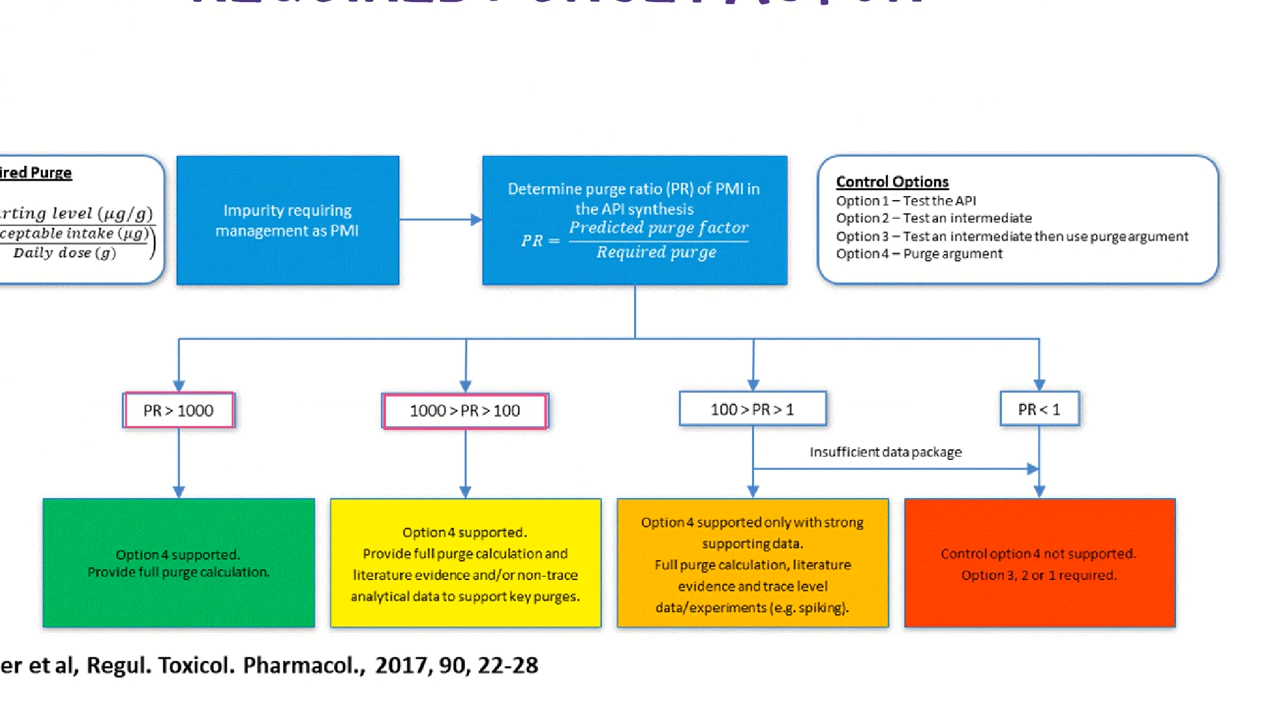 ired Purge
arting level (μg/g)
ceptable intake (μg)
Daily dose (g)
Impurity requiring
management as PMI
Determine purge ratio (PR) of PMI in
the API synthesis
PR = Predicted purge factor
Required purge
Control Options
Option 1 – Test the API
Option 2 – Test an intermediate
Option 3 – Test an intermediate then use purge argument
Option 4 – Purge argument
PR > 1000
1000 > PR > 100
100 > PR > 1
PR < 1
Insufficient data package
Option 4 supported.
Provide full purge calculation.
Option 4 supported.
Provide full purge calculation and
literature evidence and/or non-trace
analytical data to support key purges.
Option 4 supported only with strong
supporting data.
Full purge calculation, literature
evidence and trace level
data/experiments (e.g. spiking).
Control option 4 not supported.
Option 3, 2 or 1 required.
er et al, Regul. Toxicol. Pharmacol., 2017, 90, 22-28